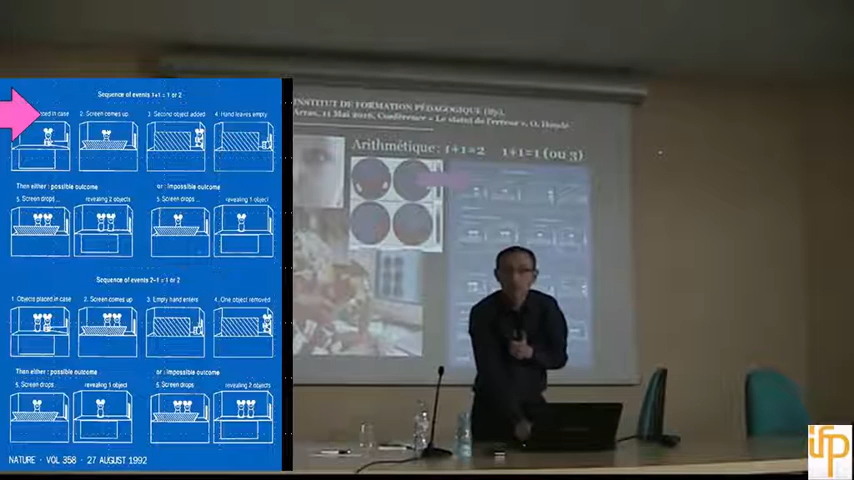 Sequence of events 1+1 = 1 or 2
2. Screen comes up
3. Second object added
4. Hand leaves empty
Then either : possible outcome
or : impossible outcome
5. Screen drops ...
revealing 2 objects
5. Screen drops ...
revealing 1 object
Sequence of events 2-1 = 1 or 2
1. Objects placed in case
2. Screen comes up
3. Empty hand enters
4. One object removed
Then either : possible outcome
or : impossible outcome
5. Screen drops ...
revealing 1 object
5. Screen drops ...
revealing 2 objects
NATURE · VOL 358 · 27 AUGUST 1992
INSTITUT DE FORMATION PÉDAGOGIQUE (ifp),
Arras, 11 Mai 2016, Conférence « Le statut de l'erreur », O. Houdé
Arithmétique : 1+1=2 1+1=1 (ou 3)
ifp